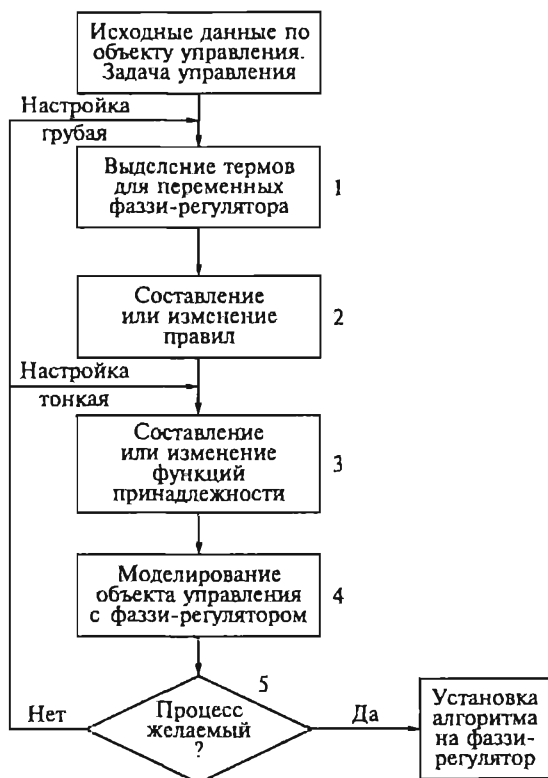 Исходные данные по
объекту управления.
Задача управления
Настройка
грубая
Выделение термов
для переменных
фаззи-регулятора
1
Составление
или изменение
правил
2
Настройка
тонкая
Составление
или изменение
функций
принадлежности
3
Моделирование
объекта управления
с фаззи-регулятором
4
5
Процесс
желаемый
?
Нет
Да
Установка
алгоритма
на фаззи-
регулятор